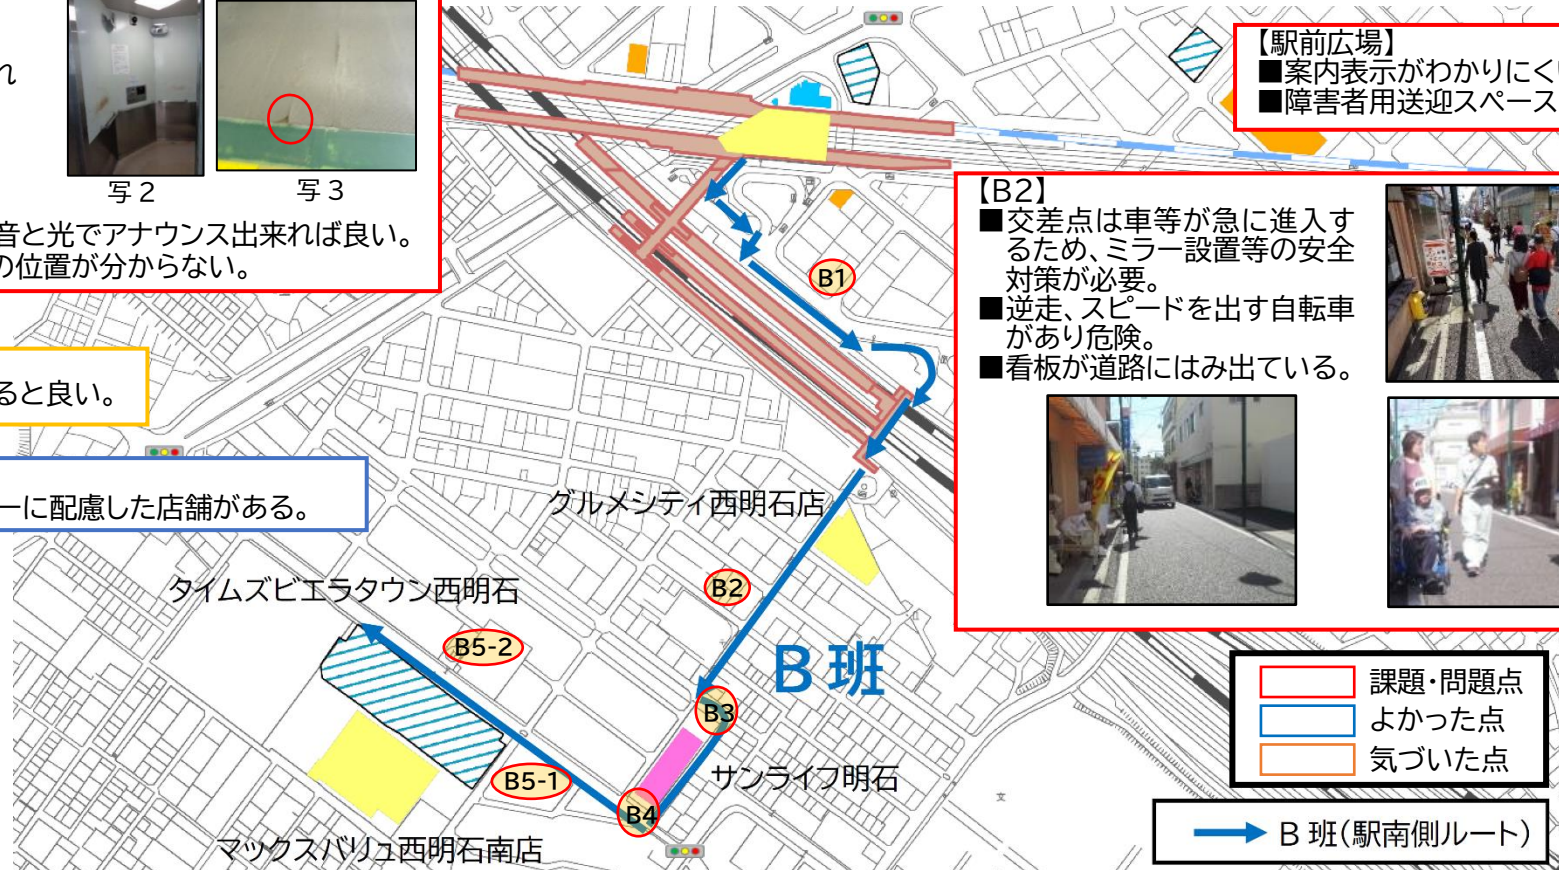 れ
写2
写3
音と光でアナウンス出来れば良い。
の位置が分からない。
ると良い。
ーに配慮した店舗がある。
【駅前広場】
■案内表示がわかりにく
■障害者用送迎スペース
【B2】
■交差点は車等が急に進入す
るため、ミラー設置等の安全
対策が必要。
■逆走、スピードを出す自転車
があり危険。
■看板が道路にはみ出ている。
B1
グルメシティ西明石店
タイムズビエラタウン西明石
B2
B5-2
B班
B3
B5-1
サンライフ明石
B4
マックスバリュ西明石南店
文
課題・問題点
よかった点
気づいた点
B班(駅南側ルート)